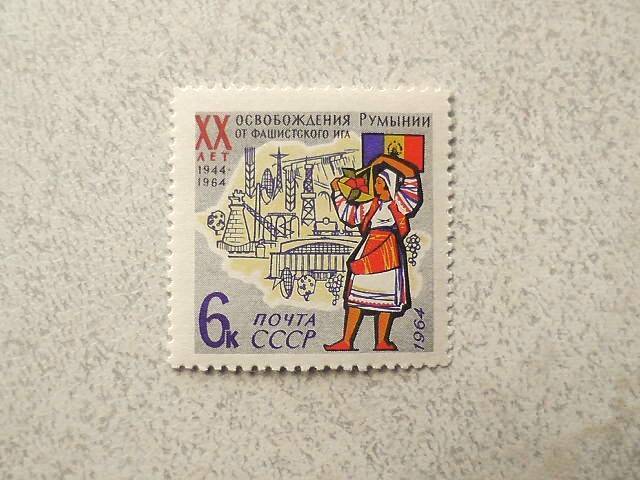 XX ОСВОБОЖДЕНИЯ РУМЫНИИ
ЛЕТ ОТ ФАШИСТСКОГО ИГА
1944-
1964
6к ПОЧТА
СССР
1964